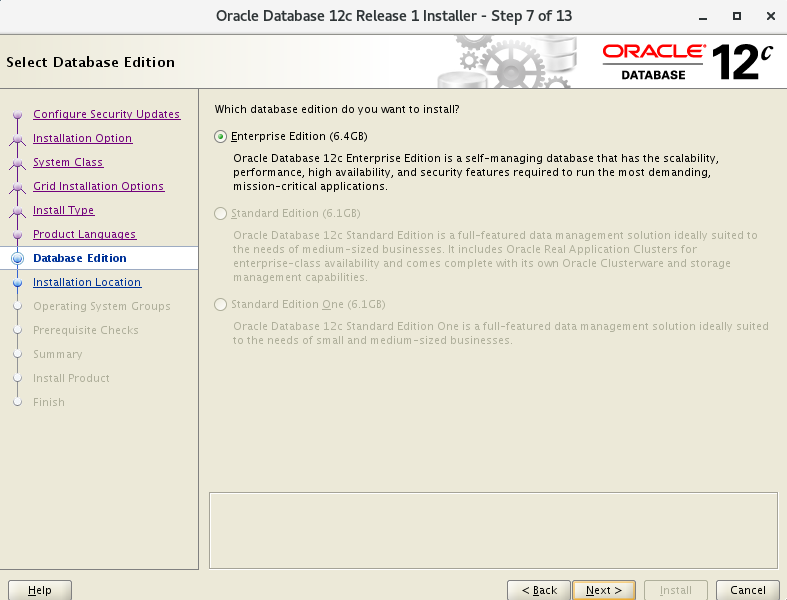 Oracle Database 12c Release 1 Installer - Step 7 of 13
Select Database Edition
ORACLE
DATABASE
12c
Configure Security Updates
Installation Option
System Class
Grid Installation Options
Install Type
Product Languages
Database Edition
Installation Location
Operating System Groups
Prerequisite Checks
Summary
Install Product
Finish
Which database edition do you want to install?
Enterprise Edition (6.4GB)
Oracle Database 12c Enterprise Edition is a self-managing database that has the scalability,
performance, high availability, and security features required to run the most demanding,
mission-critical applications.
Standard Edition (6.1GB)
Oracle Database 12c Standard Edition is a full-featured data management solution ideally suited to
the needs of medium-sized businesses. It includes Oracle Real Application Clusters for
enterprise-class availability and comes complete with its own Oracle Clusterware and storage
management capabilities.
Standard Edition One (6.1GB)
Oracle Database 12c Standard Edition One is a full-featured data management solution ideally suited
to the needs of small and medium-sized businesses.
Help
< Back
Next >
Install
Cancel